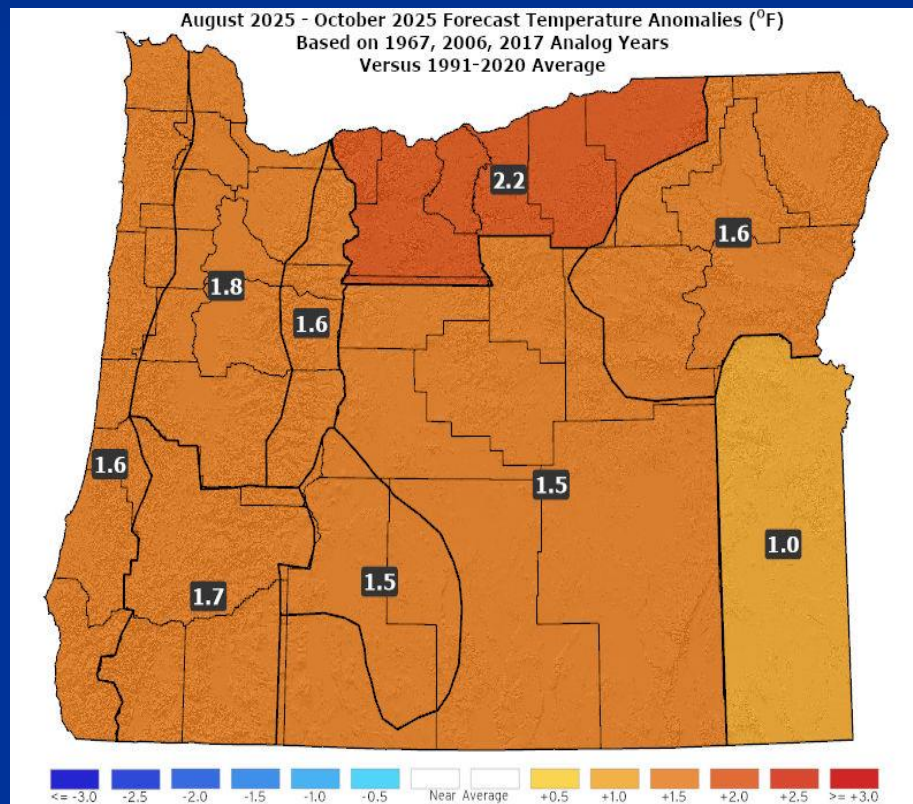 August 2025 - October 2025 Forecast Temperature Anomalies (⁰F)
Based on 1967, 2006, 2017 Analog Years
Versus 1991-2020 Average
2.2
1.6
1.8
1.6
1.6
1.5
1.0
1.5
1.7
<= -3.0 -2.5 -2.0 -1.5 -1.0 -0.5 Near Average +0.5 +1.0 +1.5 +2.0 +2.5 >= +3.0